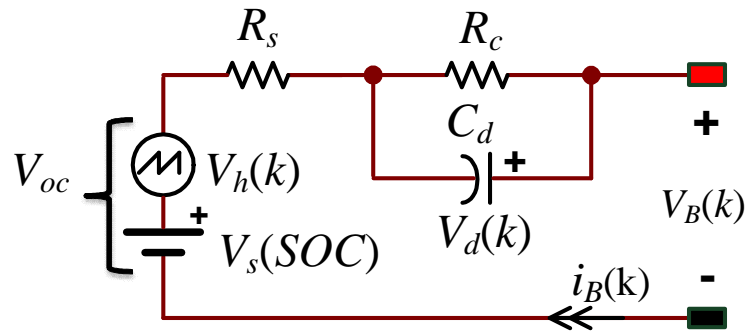 R_s
R_c
C_d
+
+
V_oc
V_h(k)
+
V_s(SOC)
V_d(k)
V_B(k)
-
i_B(k)